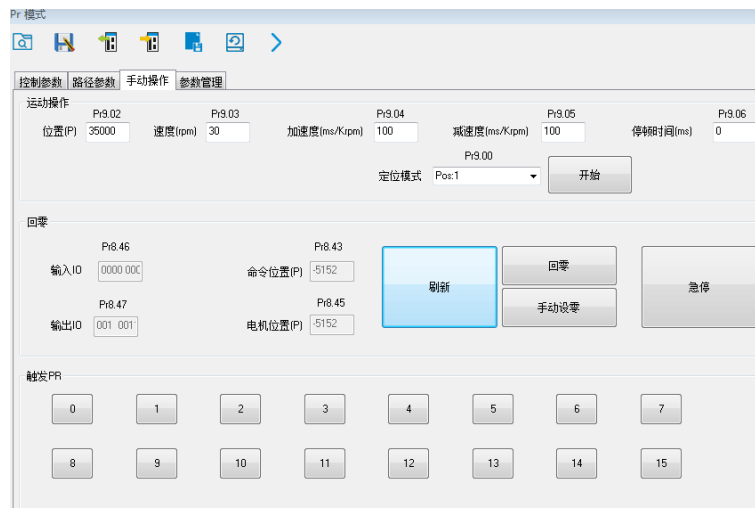 Pr 模式
控制参数 路径参数 手动操作 参数管理
运动操作
Pr9.02 Pr9.03 Pr9.04 Pr9.05 Pr9.06
位置(P) 35000 速度(rpm) 30 加速度(ms/Krpm) 100 减速度(ms/Krpm) 100 停顿时间(ms) 0
Pr9.00
定位模式 Pos:1 开始
回零
Pr8.46 Pr8.43
输入IO 0000 000 命令位置(P) -5152 刷新 回零 急停
Pr8.47 Pr8.45
输出IO 001 001 电机位置(P) -5152 手动设零
触发PR
0 1 2 3 4 5 6 7
8 9 10 11 12 13 14 15